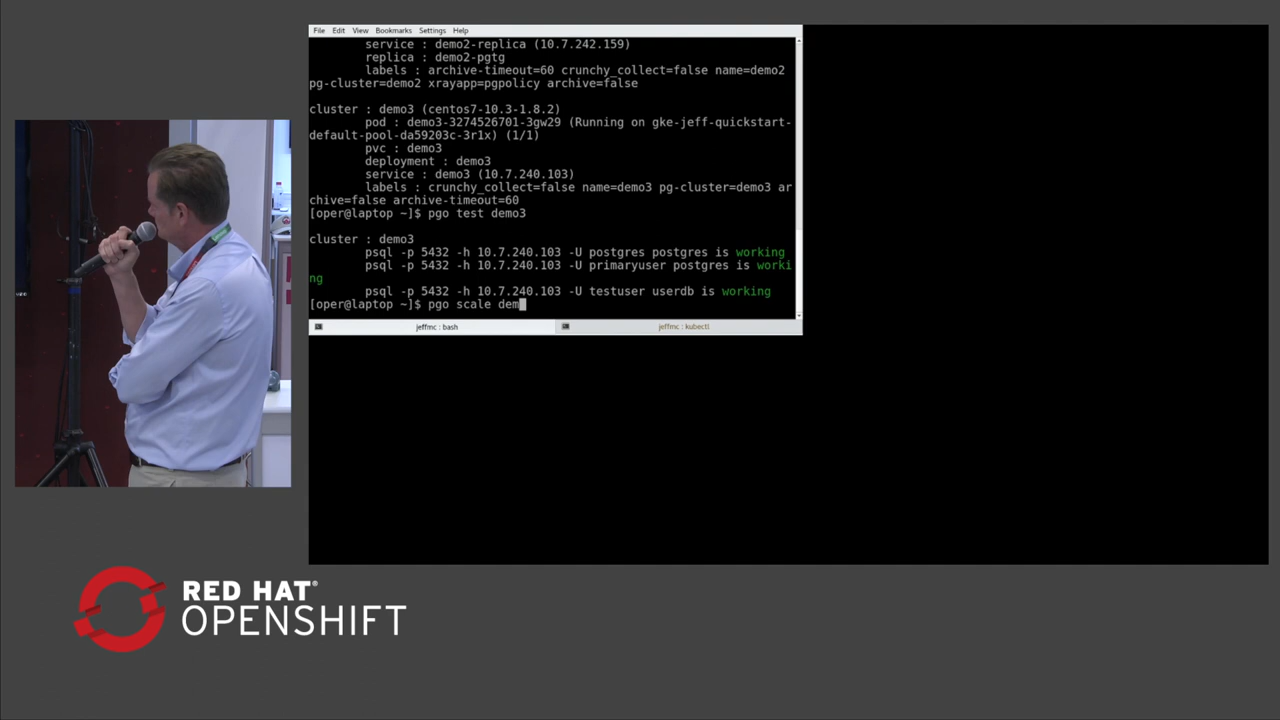 File Edit View Bookmarks Settings Help
service : demo2-replica (10.7.242.159)
replica : demo2-pgtg
labels : archive-timeout=60 crunchy_collect=false name=demo2
pg-cluster=demo2 xrayapp=pgpolicy archive=false
cluster : demo3 (centos7-10.3-1.8.2)
pod : demo3-3274526701-3gw29 (Running on gke-jeff-quickstart-
default-pool-da59203c-3r1x) (1/1)
pvc : demo3
deployment : demo3
service : demo3 (10.7.240.103)
labels : crunchy_collect=false name=demo3 pg-cluster=demo3 ar
chive=false archive-timeout=60
[oper@laptop ~]$ pgo test demo3
cluster : demo3
psql -p 5432 -h 10.7.240.103 -U postgres postgres is working
psql -p 5432 -h 10.7.240.103 -U primaryuser postgres is worki
ng
psql -p 5432 -h 10.7.240.103 -U testuser userdb is working
[oper@laptop ~]$ pgo scale dem
jeffmc : bash
jeffmc : kubectl
RED HAT®
OPENSHIFT